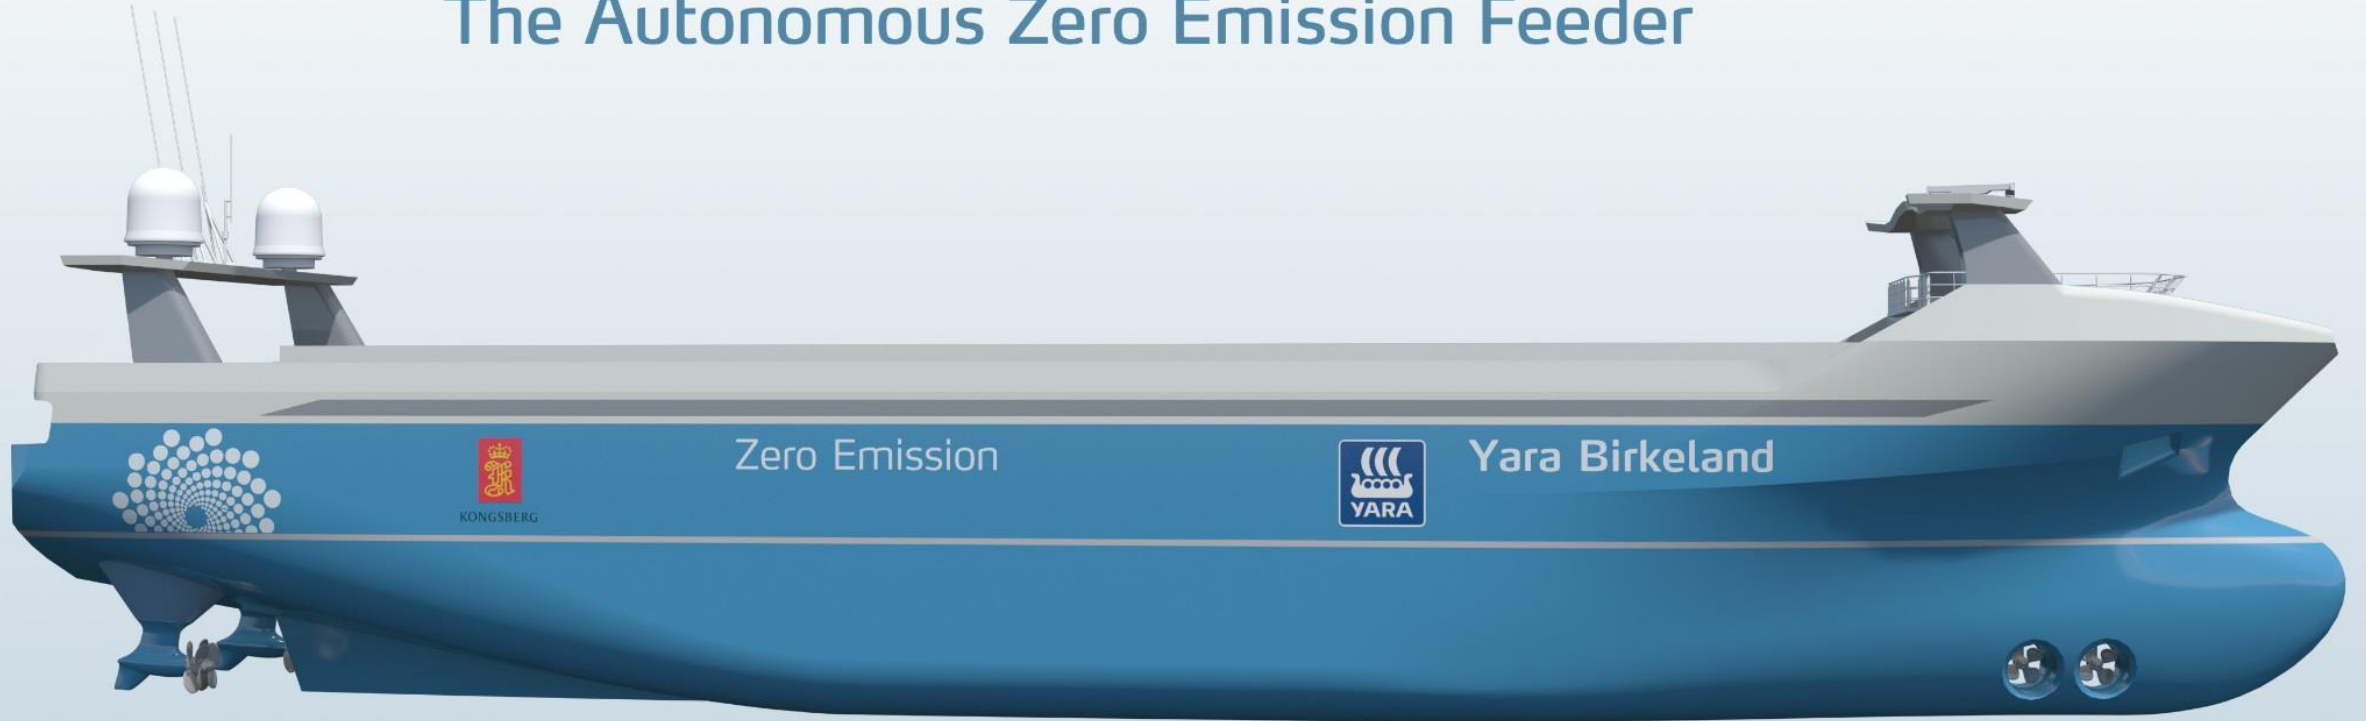 The Autonomous Zero Emission Feeder
KONGSBERG
Zero Emission
YARA
Yara Birkeland